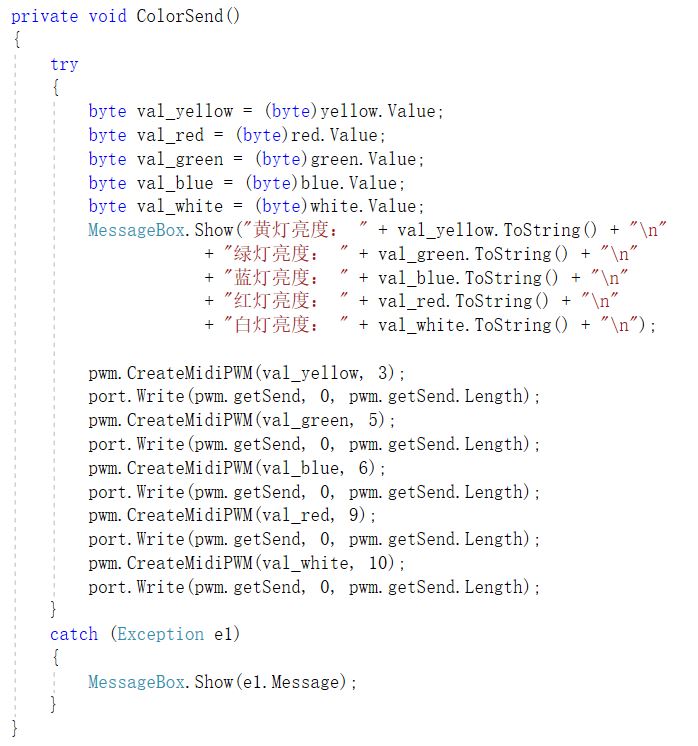 private void ColorSend()
{
try
{
byte val_yellow = (byte)yellow.Value;
byte val_red = (byte)red.Value;
byte val_green = (byte)green.Value;
byte val_blue = (byte)blue.Value;
byte val_white = (byte)white.Value;
MessageBox.Show("黄灯亮度： " + val_yellow.ToString() + "\n"
+ "绿灯亮度： " + val_green.ToString() + "\n"
+ "蓝灯亮度： " + val_blue.ToString() + "\n"
+ "红灯亮度： " + val_red.ToString() + "\n"
+ "白灯亮度： " + val_white.ToString() + "\n");
pwm.CreateMidiPWM(val_yellow, 3);
port.Write(pwm.getSend, 0, pwm.getSend.Length);
pwm.CreateMidiPWM(val_green, 5);
port.Write(pwm.getSend, 0, pwm.getSend.Length);
pwm.CreateMidiPWM(val_blue, 6);
port.Write(pwm.getSend, 0, pwm.getSend.Length);
pwm.CreateMidiPWM(val_red, 9);
port.Write(pwm.getSend, 0, pwm.getSend.Length);
pwm.CreateMidiPWM(val_white, 10);
port.Write(pwm.getSend, 0, pwm.getSend.Length);
}
catch (Exception e1)
{
MessageBox.Show(e1.Message);
}
}